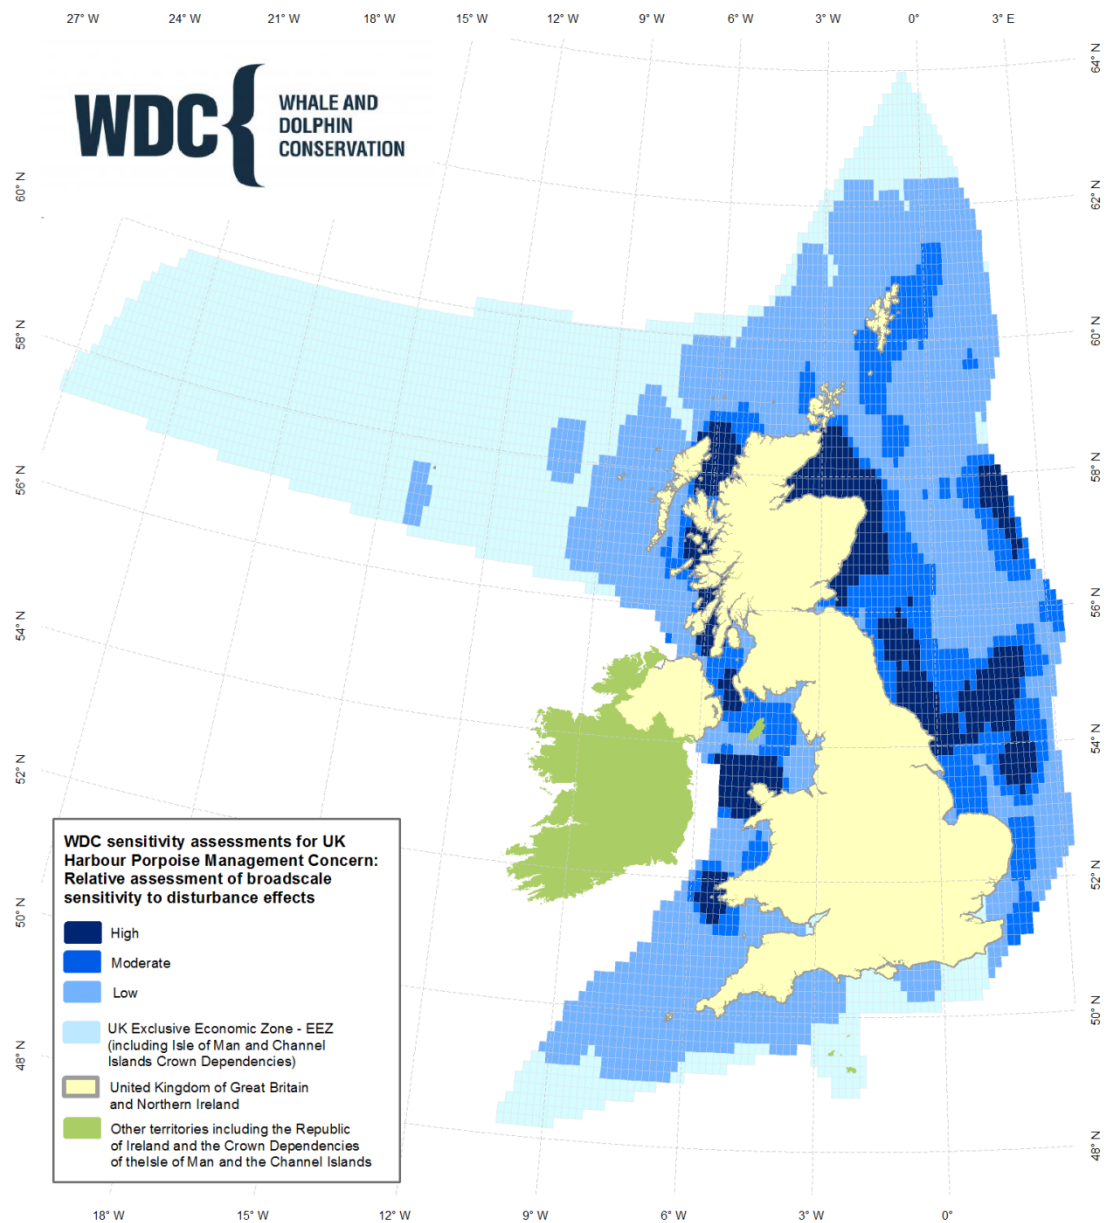 27° W 24° W 21° W 18° W 15° W 12° W 9° W 6° W 3° W 0° 3° E
64° N
62° N
60° N
58° N
56° N
54° N
52° N
50° N
48° N
60° N
58° N
56° N
54° N
52° N
50° N
48° N
WDC
WHALE AND
DOLPHIN
CONSERVATION
WDC sensitivity assessments for UK
Harbour Porpoise Management Concern:
Relative assessment of broadscale
sensitivity to disturbance effects
High
Moderate
Low
UK Exclusive Economic Zone - EEZ
(including Isle of Man and Channel
Islands Crown Dependencies)
United Kingdom of Great Britain
and Northern Ireland
Other territories including the Republic
of Ireland and the Crown Dependencies
of theIsle of Man and the Channel Islands
18° W 15° W 12° W 9° W 6° W 3° W 0°